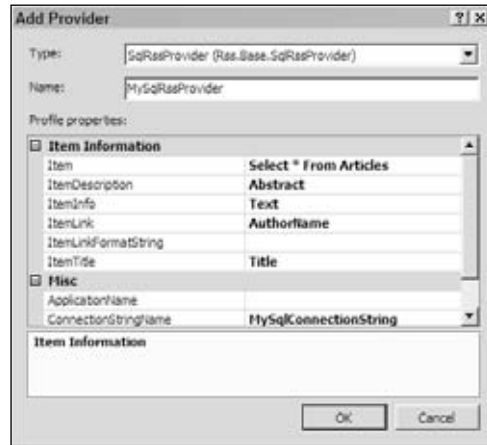 Add Provider
Type: SqlRssProvider (Rss.Base.SqlRssProvider)
Name: MySqlRssProvider
Profile properties:
Item Information
Item Select * From Articles
ItemDescription Abstract
ItemInfo Text
ItemLink AuthorName
ItemLinkFormatString
ItemTitle Title
Misc
ApplicationName
ConnectionStringName MySqlConnectionString
Item Information
OK Cancel